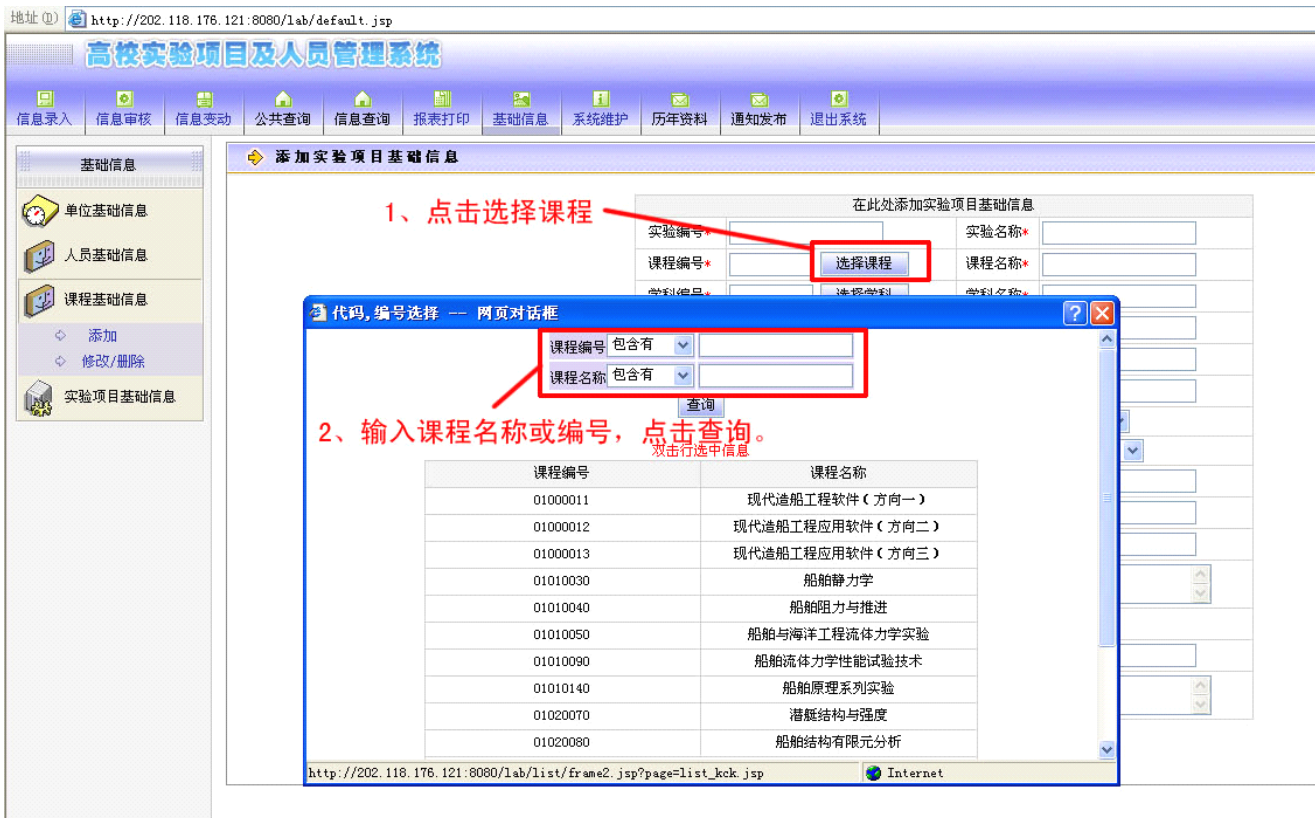 地址(D) http://202.118.176.121:8080/lab/default.jsp
高校实验项目及人员管理系统
信息录入 信息审核 信息变动 公共查询 信息查询 报表打印 基础信息 系统维护 历年资料 通知发布 退出系统
基础信息
添加实验项目基础信息
单位基础信息
人员基础信息
课程基础信息
添加
修改/删除
实验项目基础信息
在此处添加实验项目基础信息
1、点击选择课程
实验编号* 实验名称*
课程编号* 选择课程 课程名称*
学科编号* 选择学科 学科名称*
代码,编号选择 -- 网页对话框
课程编号 包含有
课程名称 包含有
查询
2、输入课程名称或编号，点击查询。
双击行选中信息
课程编号 课程名称
01000011 现代造船工程软件(方向一)
01000012 现代造船工程应用软件(方向二)
01000013 现代造船工程应用软件(方向三)
01010030 船舶静力学
01010040 船舶阻力与推进
01010050 船舶与海洋工程流体力学实验
01010090 船舶流体力学性能试验技术
01010140 船舶原理系列实验
01020070 潜艇结构与强度
01020080 船舶结构有限元分析
http://202.118.176.121:8080/lab/list/frame2.jsp?page=list_kck.jsp Internet